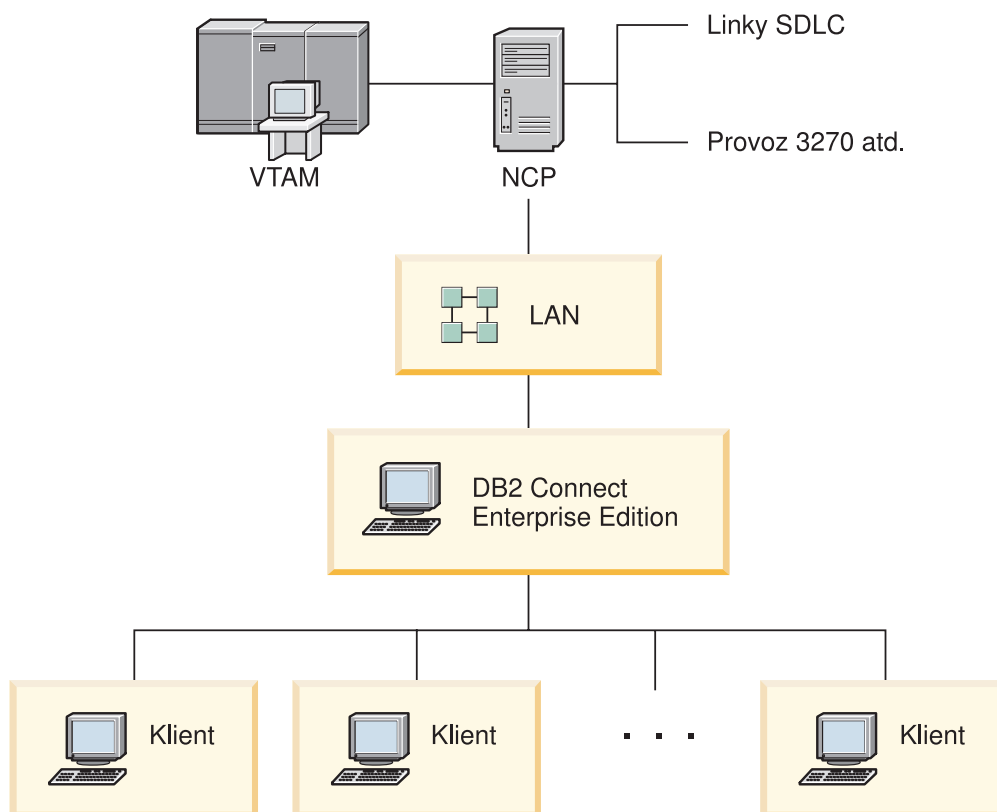 Linky SDLC
Provoz 3270 atd.
VTAM
NCP
LAN
DB2 Connect
Enterprise Edition
Klient
Klient
. . .
Klient